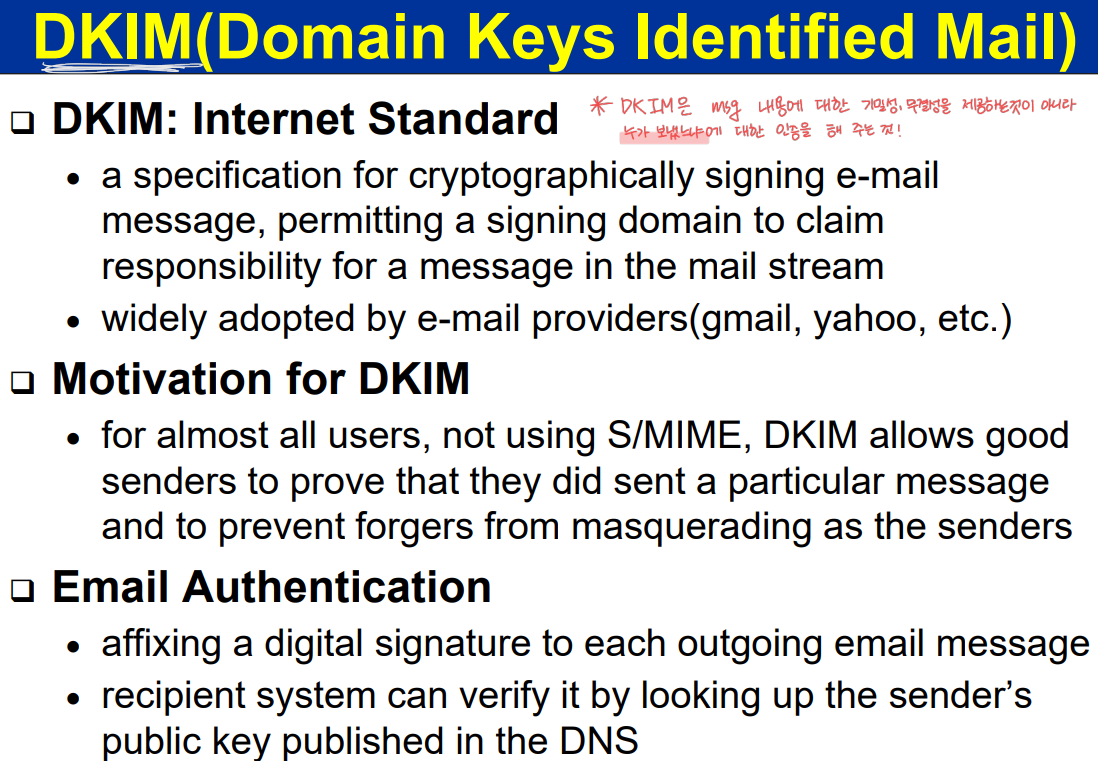 DKIM(Domain Keys Identified Mail)
DKIM: Internet Standard
* DKIM은 msg 내용에 대한 기밀성, 무결성을 제공하는것이 아니라
누가 보냈느냐에 대한 인증을 해 주는 것!
• a specification for cryptographically signing e-mail
message, permitting a signing domain to claim
responsibility for a message in the mail stream
• widely adopted by e-mail providers(gmail, yahoo, etc.)
Motivation for DKIM
• for almost all users, not using S/MIME, DKIM allows good
senders to prove that they did sent a particular message
and to prevent forgers from masquerading as the senders
Email Authentication
• affixing a digital signature to each outgoing email message
• recipient system can verify it by looking up the sender’s
public key published in the DNS